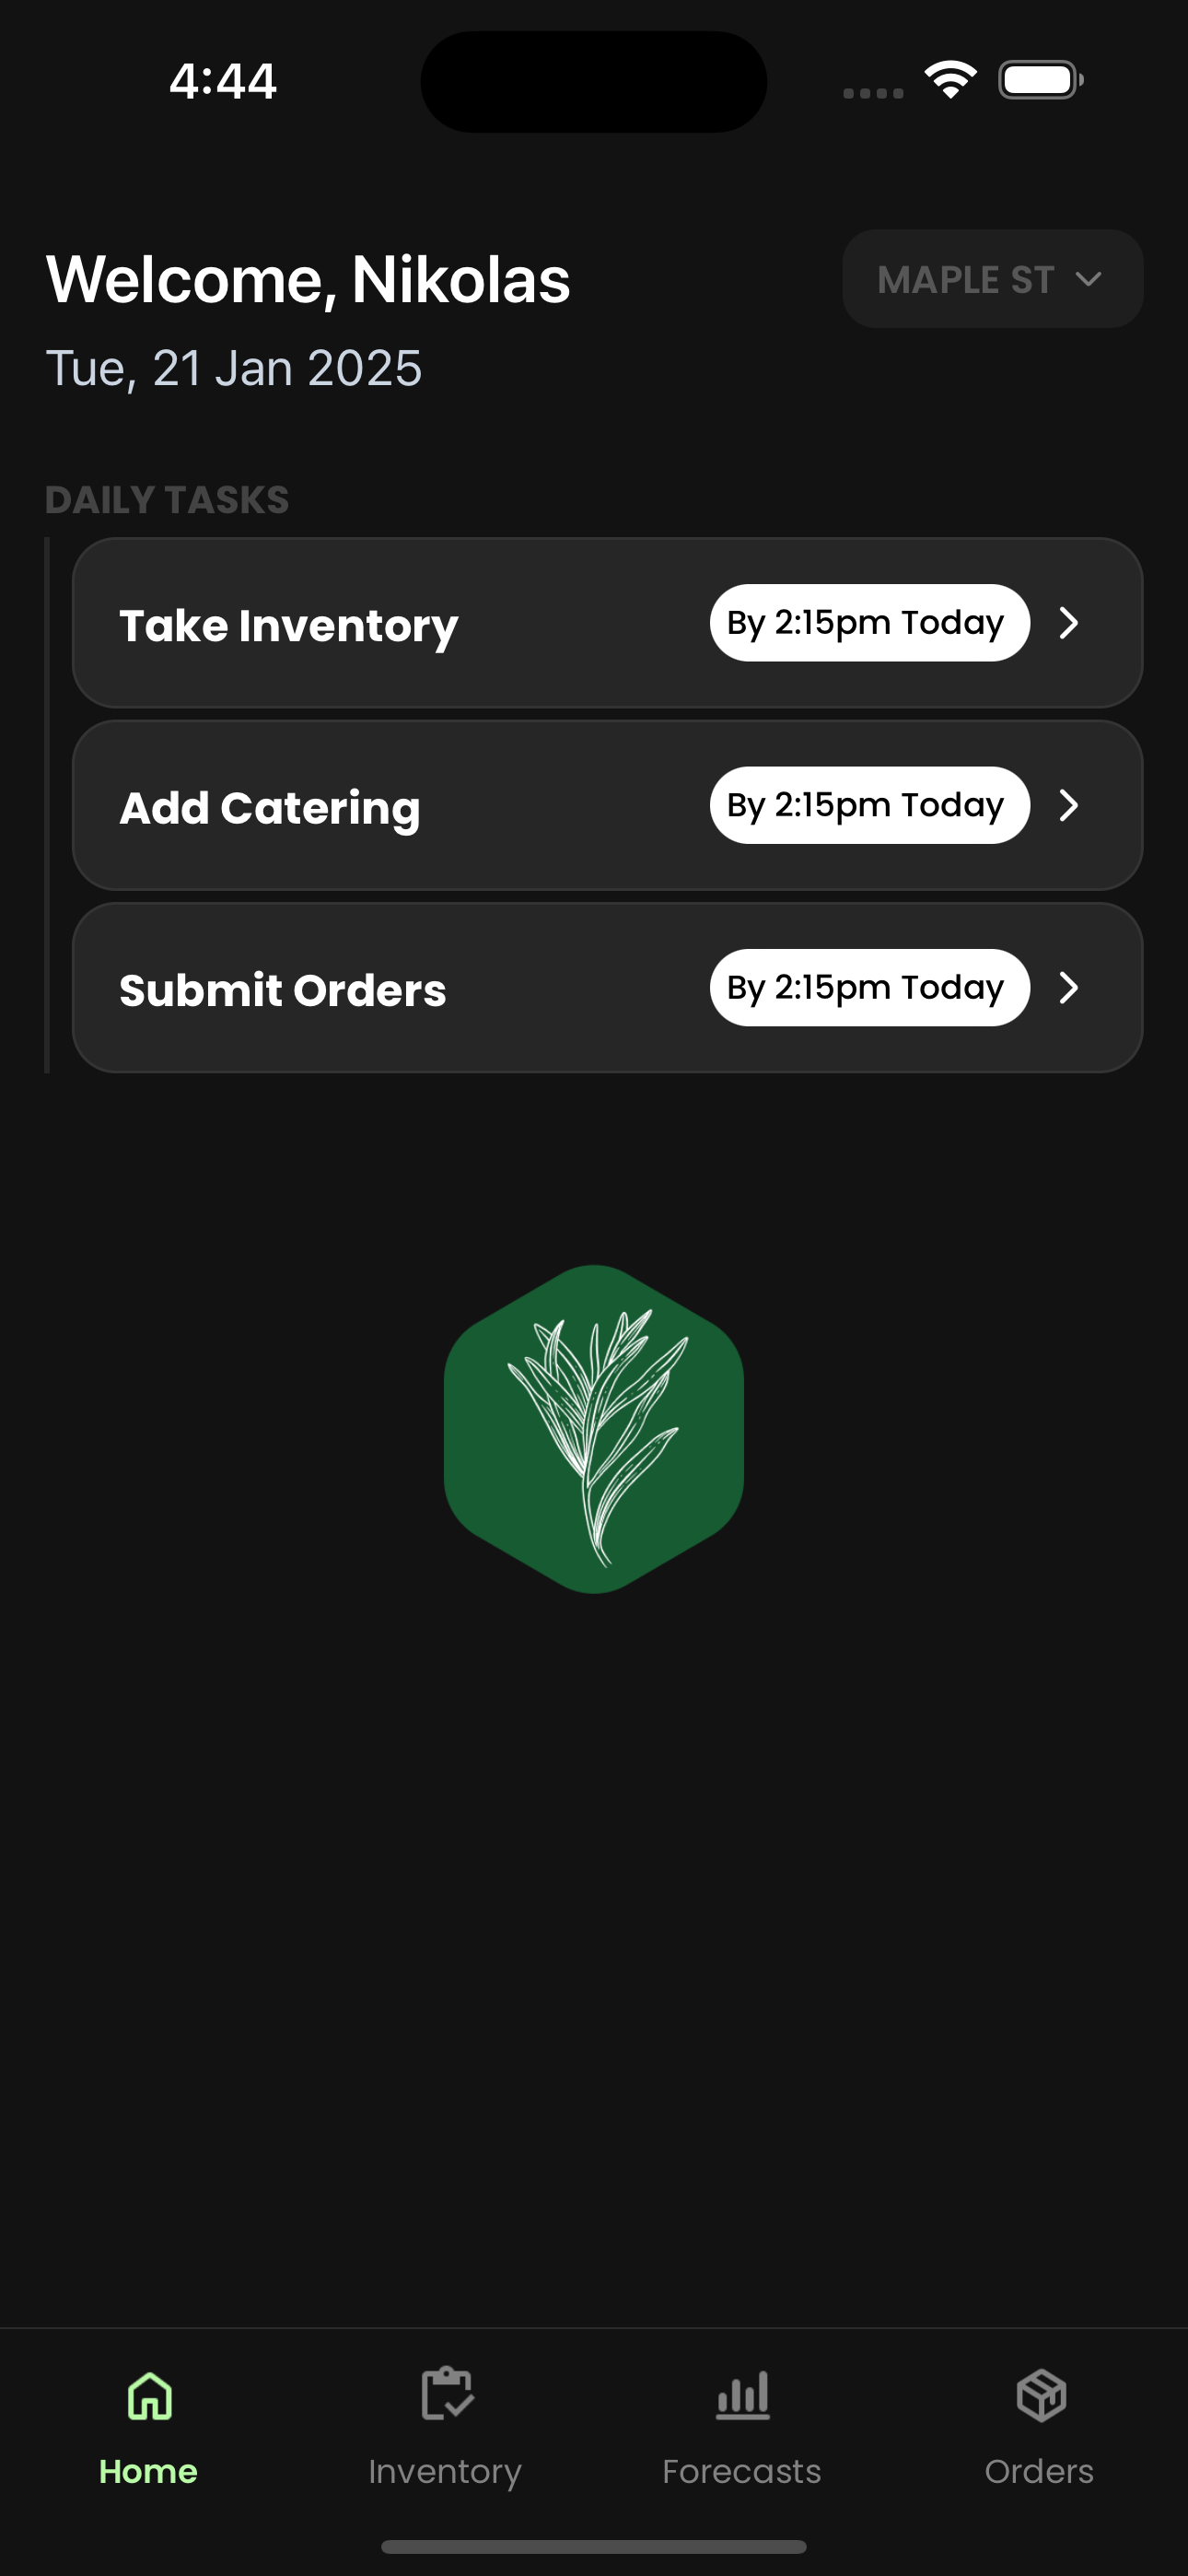 4:44
Welcome, Nikolas
MAPLE ST
Tue, 21 Jan 2025
DAILY TASKS
Take Inventory
By 2:15pm Today
Add Catering
By 2:15pm Today
Submit Orders
By 2:15pm Today
Home
Inventory
Forecasts
Orders